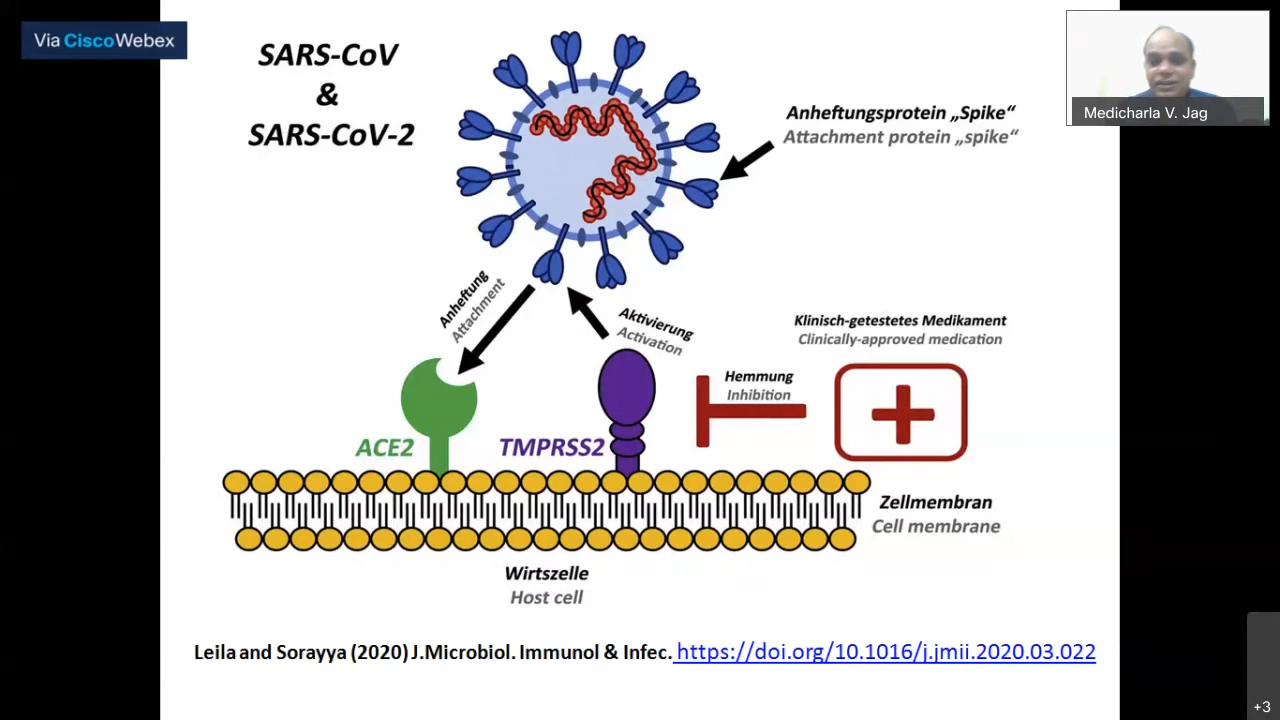 Via CiscoWebex
SARS-CoV
&
SARS-CoV-2
Medicharla V. Jag
Anheftungsprotein „Spike“
Attachment protein „spike“
Anheftung
Attachment
Aktivierung
Activation
Klinisch-getestetes Medikament
Clinically-approved medication
Hemmung
Inhibition
ACE2
TMPRSS2
Zellmembran
Cell membrane
Wirtszelle
Host cell
Leila and Sorayya (2020) J.Microbiol. Immunol & Infec. https://doi.org/10.1016/j.jmii.2020.03.022
+3